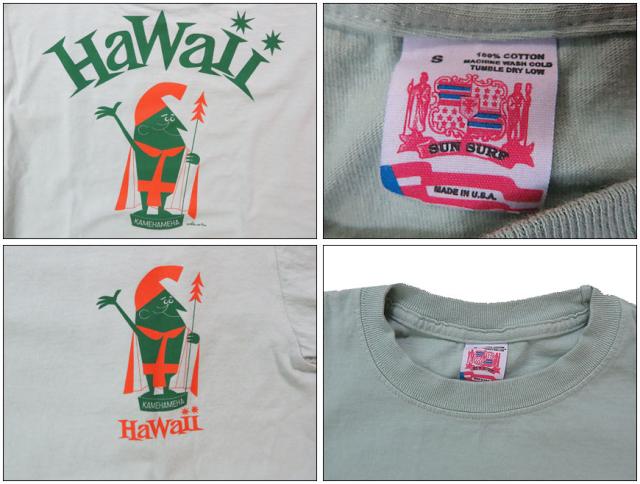 HaWaII
KAMEHAMEHA
S
100% COTTON
MACHINE WASH COLD
TUMBLE DRY LOW
SUN SURF
MADE IN U.S.A.
KAMEHAMEHA
HaWaII